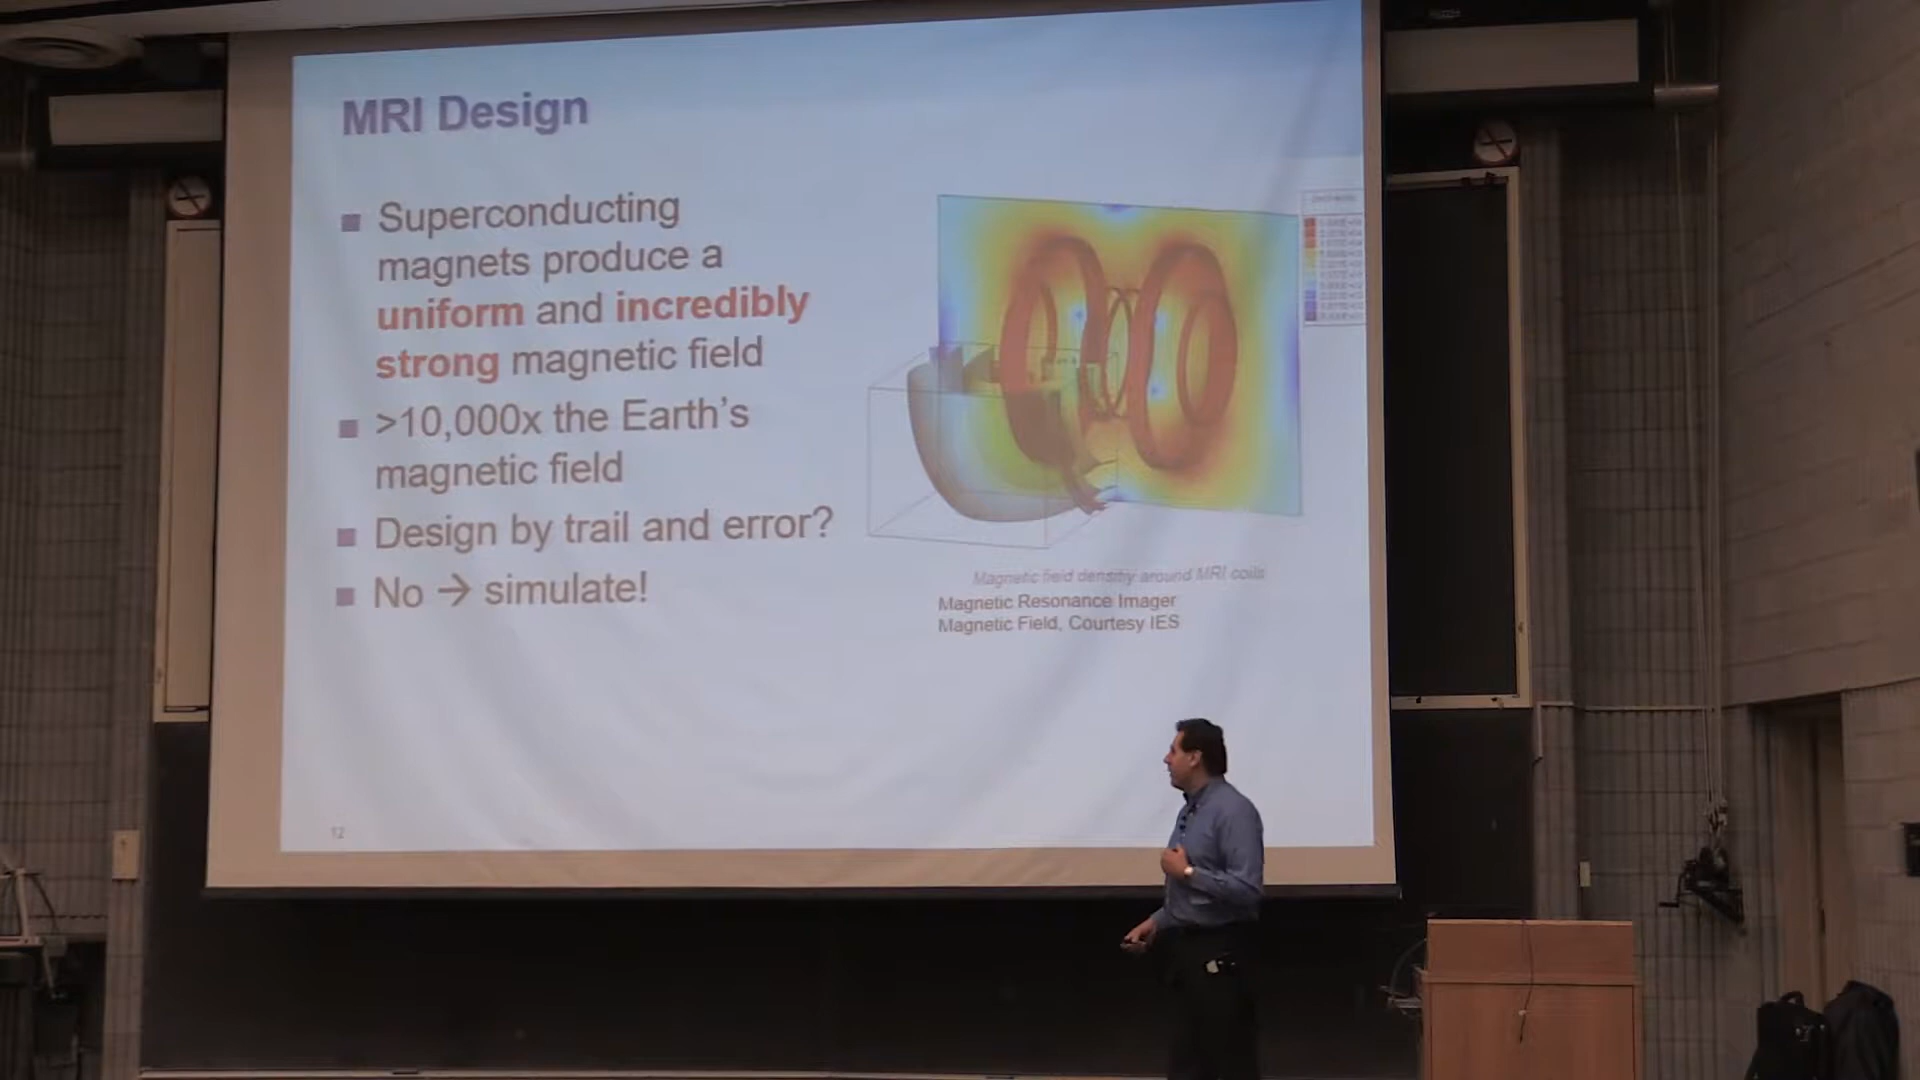 MRI Design
Superconducting
magnets produce a
uniform and incredibly
strong magnetic field
>10,000x the Earth's
magnetic field
Design by trail and error?
No → simulate!
Magnetic field density around MRI coils
Magnetic Resonance Imager
Magnetic Field, Courtesy IES
12